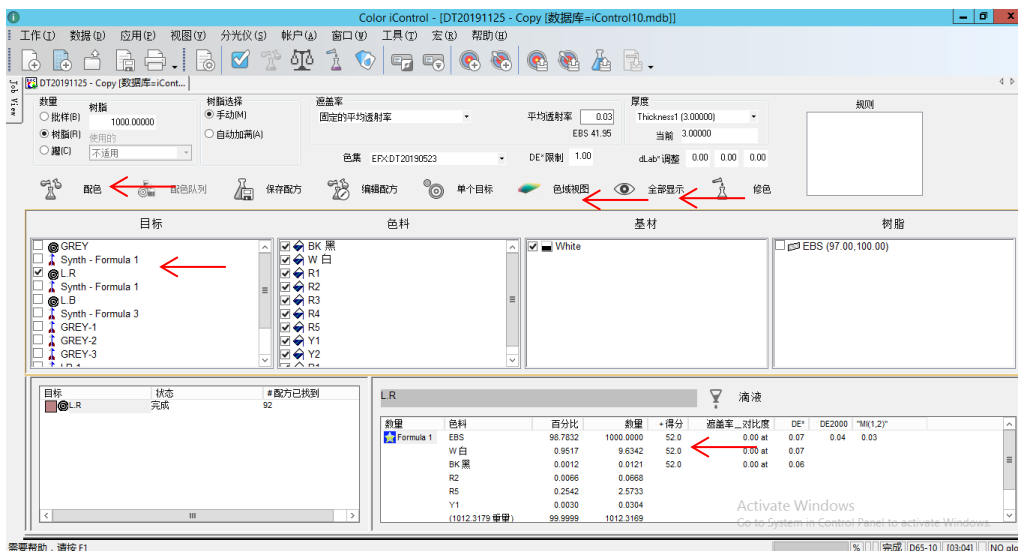 Color iControl - [DT20191125 - Copy [数据库=iControl10.mdb]]
工作(J) 数据(D) 应用(P) 视图(V) 分光仪(S) 帐户(A) 窗口(W) 工具(T) 宏(R) 帮助(H)
Job View
DT20191125 - Copy [数据库=iCont...
数量
批样(B)
树脂(R)
罐(C)
树脂
1000.00000
使用的
不适用
树脂选择
手动(M)
自动加满(A)
遮盖率
固定的平均透射率
平均透射率 0.03
EBS 41.95
色集 EFX:DT20190523
DE*限制 1.00
厚度
Thickness1 (3.00000)
当前 3.00000
dLab*调整 0.00 0.00 0.00
规则
配色 配色队列 保存配方 编辑配方 单个目标 色域视图 全部显示 修色
目标 色料 基材 树脂
GREY
Synth - Formula 1
L.R
Synth - Formula 1
L.B
Synth - Formula 3
GREY-1
GREY-2
GREY-3
BK 黑
W 白
R1
R2
R3
R4
R5
Y1
Y2
White
EBS (97.00,100.00)
目标 状态 #配方已找到
L.R 完成 92
L.R 滴液
数量 色料 百分比 数量 +得分 遮盖率_对比度 DE* DE2000 "MI(1,2)"
Formula 1 EBS 98.7832 1000.0000 52.0 0.00 at 0.07 0.04 0.03
W 白 0.9517 9.6342 52.0 0.00 at 0.07
BK 黑 0.0012 0.0121 52.0 0.00 at 0.06
R2 0.0066 0.0668
R5 0.2542 2.5733
Y1 0.0030 0.0304
(1012.3179 重里) 99.9999 1012.3169
Activate Windows
Go to System in Control Panel to activate Windows.
需要帮助，请按 F1
% 完成 D65-10 [03:04] NO glo